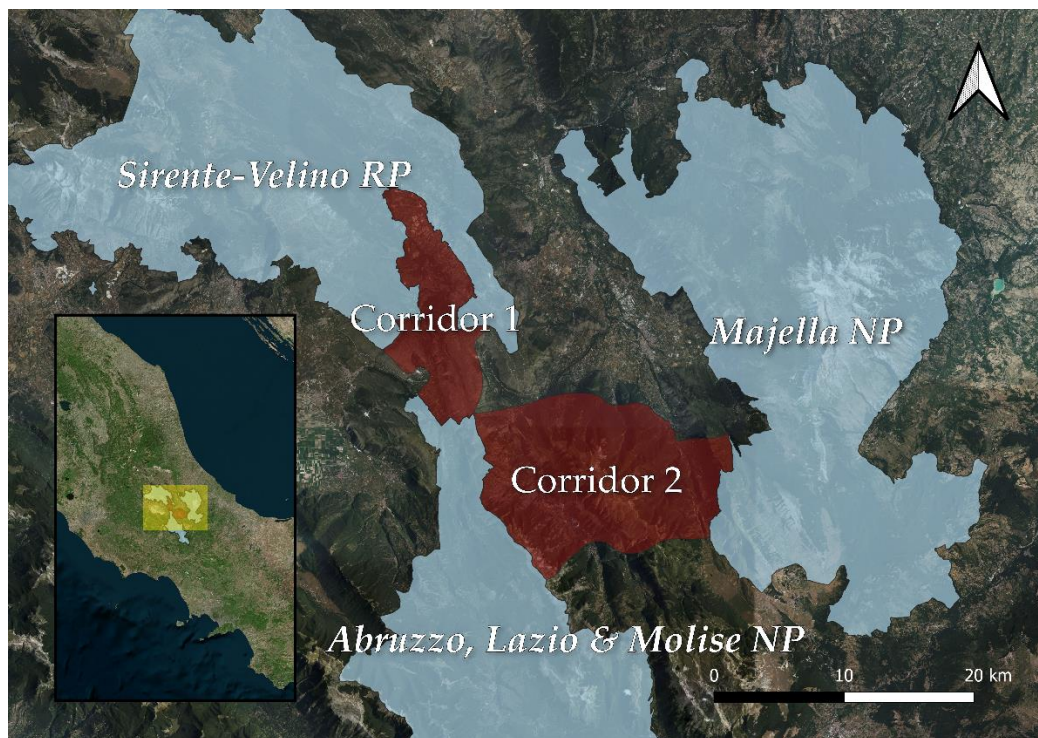 Sirente-Velino RP
Corridor 1
Majella NP
Corridor 2
Abruzzo, Lazio & Molise NP
0 10 20 km